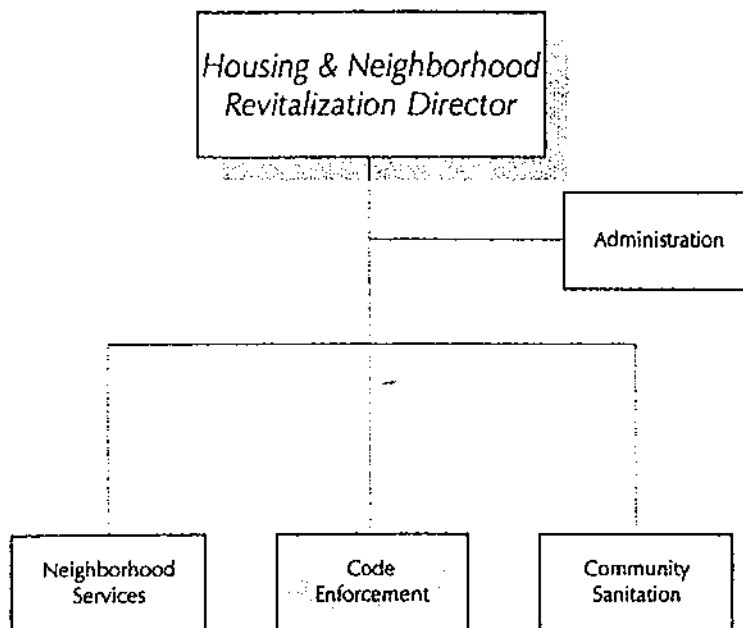 Housing & Neighborhood
Revitalization Director
Administration
Neighborhood
Services
Code
Enforcement
Community
Sanitation